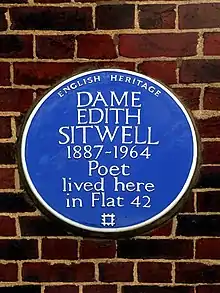 ENGLISH HERITAGE
DAME
EDITH
SITWELL
1887-1964
Poet
lived here
in Flat 42